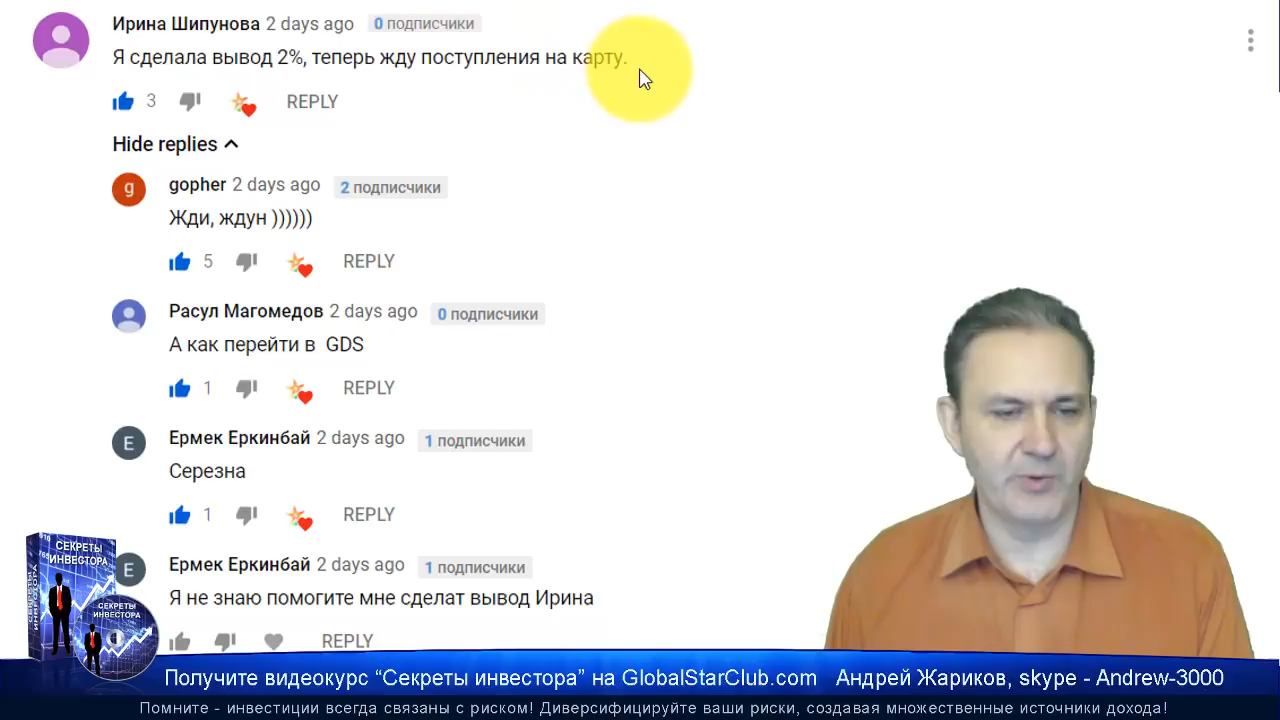 Ирина Шипунова 2 days ago 0 подписчики
Я сделала вывод 2%, теперь жду поступления на карту.
3 REPLY
Hide replies
g gopher 2 days ago 2 подписчики
Жди, ждун ))))))
5 REPLY
Расул Магомедов 2 days ago 0 подписчики
А как перейти в GDS
1 REPLY
E Ермек Еркинбай 2 days ago 1 подписчики
Серезна
1 REPLY
E Ермек Еркинбай 2 days ago 1 подписчики
Я не знаю помогите мне сделат вывод Ирина
REPLY
СЕКРЕТЫ
ИНВЕСТОРА
СЕКРЕТЫ
ИНВЕСТОРА
СЕКРЕТЫ
ИНВЕСТОРА
Получите видеокурс “Секреты инвестора” на GlobalStarClub.com Андрей Жариков, skype - Andrew-3000
Помните - инвестиции всегда связаны с риском! Диверсифицируйте ваши риски, создавая множественные источники дохода!